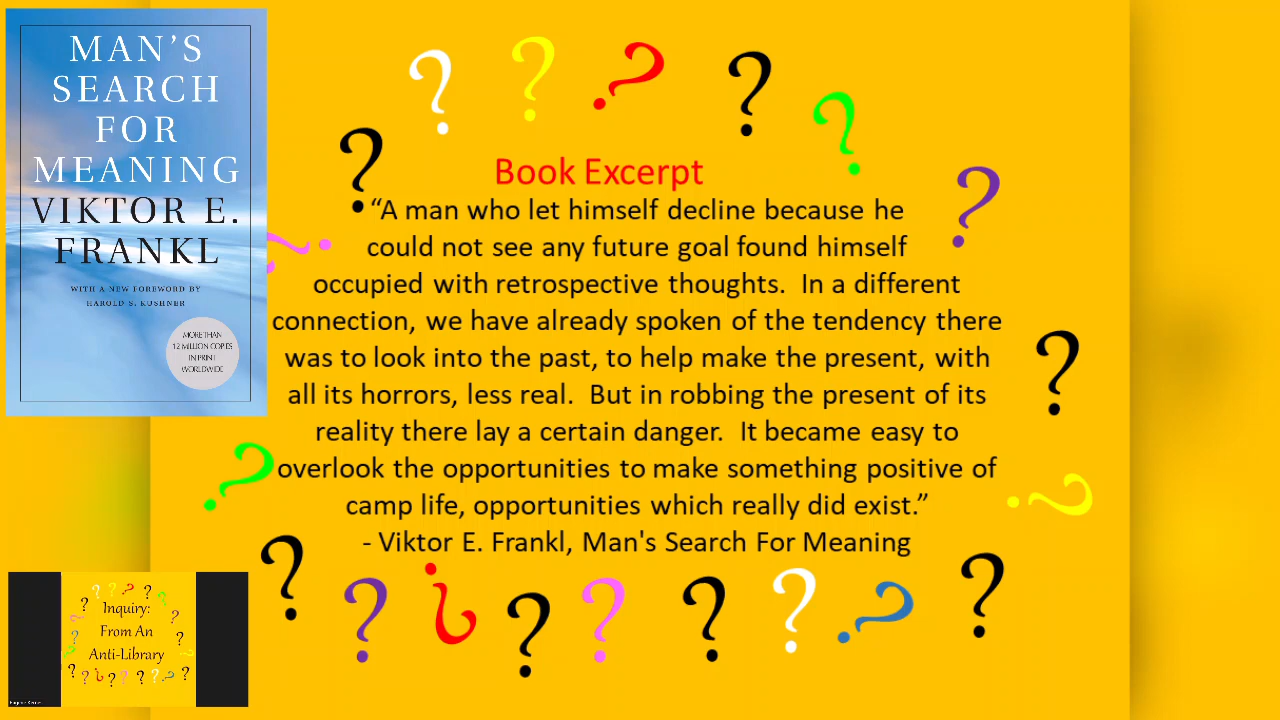 MAN'S
SEARCH
FOR
MEANING
VIKTOR E.
FRANKL
WITH A NEW FOREWORD BY
HAROLD S. KUSHNER
MORE THAN
12 MILLION COPIES
IN PRINT
WORLDWIDE
Book Excerpt
“A man who let himself decline because he
could not see any future goal found himself
occupied with retrospective thoughts.  In a different
connection, we have already spoken of the tendency there
was to look into the past, to help make the present, with
all its horrors, less real.  But in robbing the present of its
reality there lay a certain danger.  It became easy to
overlook the opportunities to make something positive of
camp life, opportunities which really did exist.”
- Viktor E. Frankl, Man's Search For Meaning
Inquiry:
From An
Anti-Library